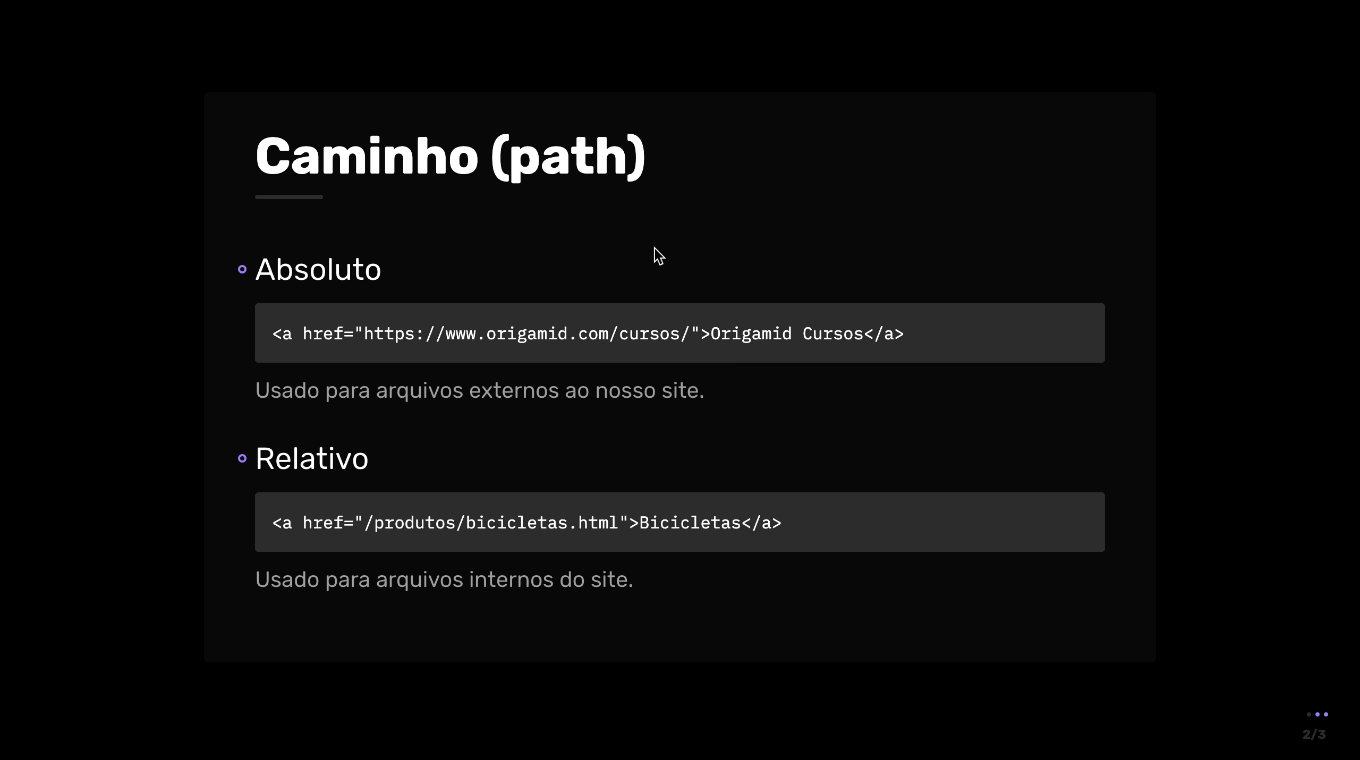 Caminho (path)
Absoluto
<a href="https://www.origamid.com/cursos/">Origamid Cursos</a>
Usado para arquivos externos ao nosso site.
Relativo
<a href="/produtos/bicicletas.html">Bicicletas</a>
Usado para arquivos internos do site.
2/3